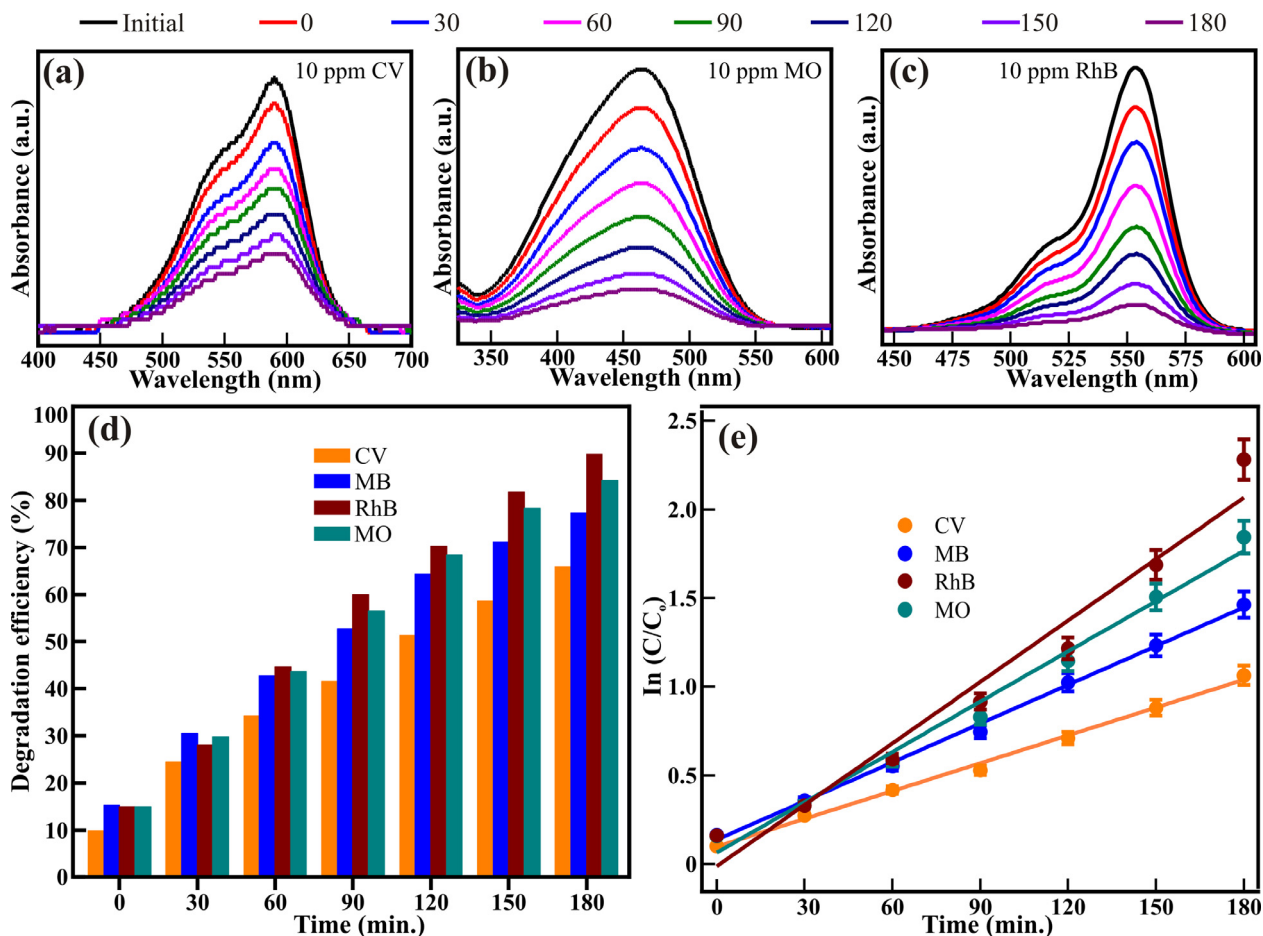 Initial 0 30 60 90 120 150 180
(a) 10 ppm CV
Absorbance (a.u.)
400 450 500 550 600 650 700
Wavelength (nm)
(b) 10 ppm MO
Absorbance (a.u.)
350 400 450 500 550 600
Wavelength (nm)
(c) 10 ppm RhB
Absorbance (a.u.)
450 475 500 525 550 575 600
Wavelength (nm)
(d)
Degradation efficiency (%)
100
90
80
70
60
50
40
30
20
10
0
CV
MB
RhB
MO
0 30 60 90 120 150 180
Time (min.)
(e)
In (C/Co)
2.5
2.0
1.5
1.0
0.5
0
CV
MB
RhB
MO
0 30 60 90 120 150 180
Time (min.)